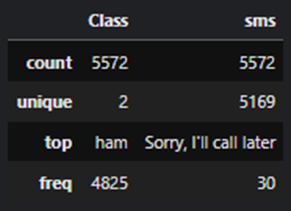 Class sms
count 5572 5572
unique 2 5169
top ham Sorry, I'll call later
freq 4825 30